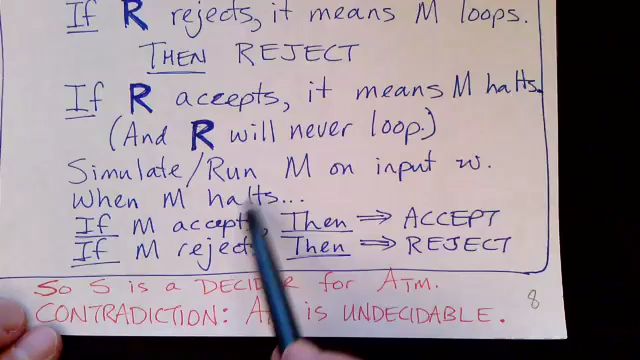 If R rejects, it means M loops.
THEN REJECT
If R accepts, it means M halts.
(And R will never loop.)
Simulate/Run M on input w.
When M halts...
If M accepts, Then ⇒ ACCEPT
If M rejects, Then ⇒ REJECT
So S is a DECIDER for ATM.
CONTRADICTION: IS UNDECIDABLE.
8